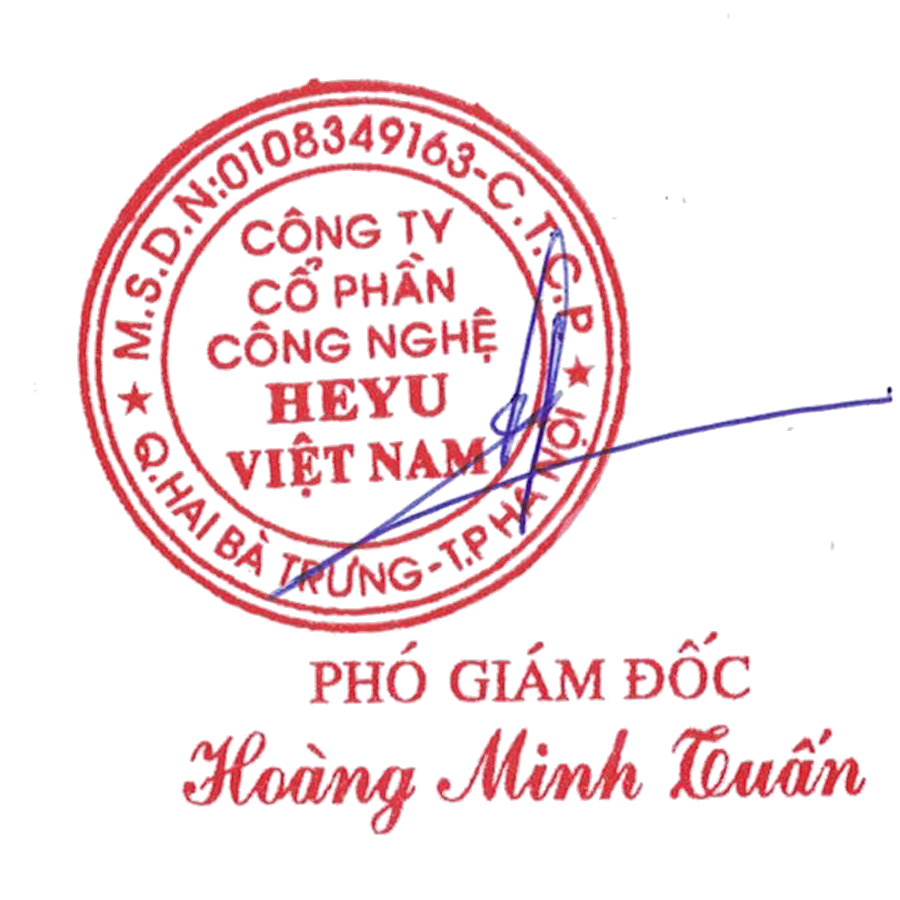 M.S.D.N:0108349163-C.T.C.P
CÔNG TY
CỔ PHẦN
CÔNG NGHỆ
HEYU
VIỆT NAM
Q.HAI BÀ TRƯNG-T.P HÀ NỘI
PHÓ GIÁM ĐỐC
Hoàng Minh Tuấn